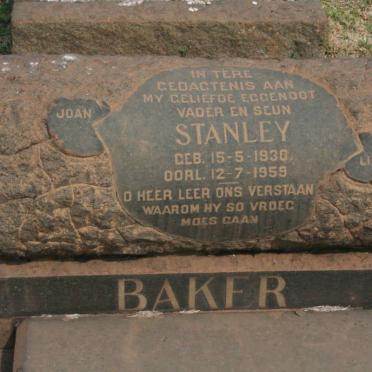 IN TERE
GEDAGTENIS AAN
MY GELIEFDE EGGENOOT
VADER EN SEUN
STANLEY
GEB. 15-5-1930
OORL. 12-7-1959
O HEER LEER ONS VERSTAAN
WAAROM HY SO VROEG
MOES GAAN
JOAN
BAKER